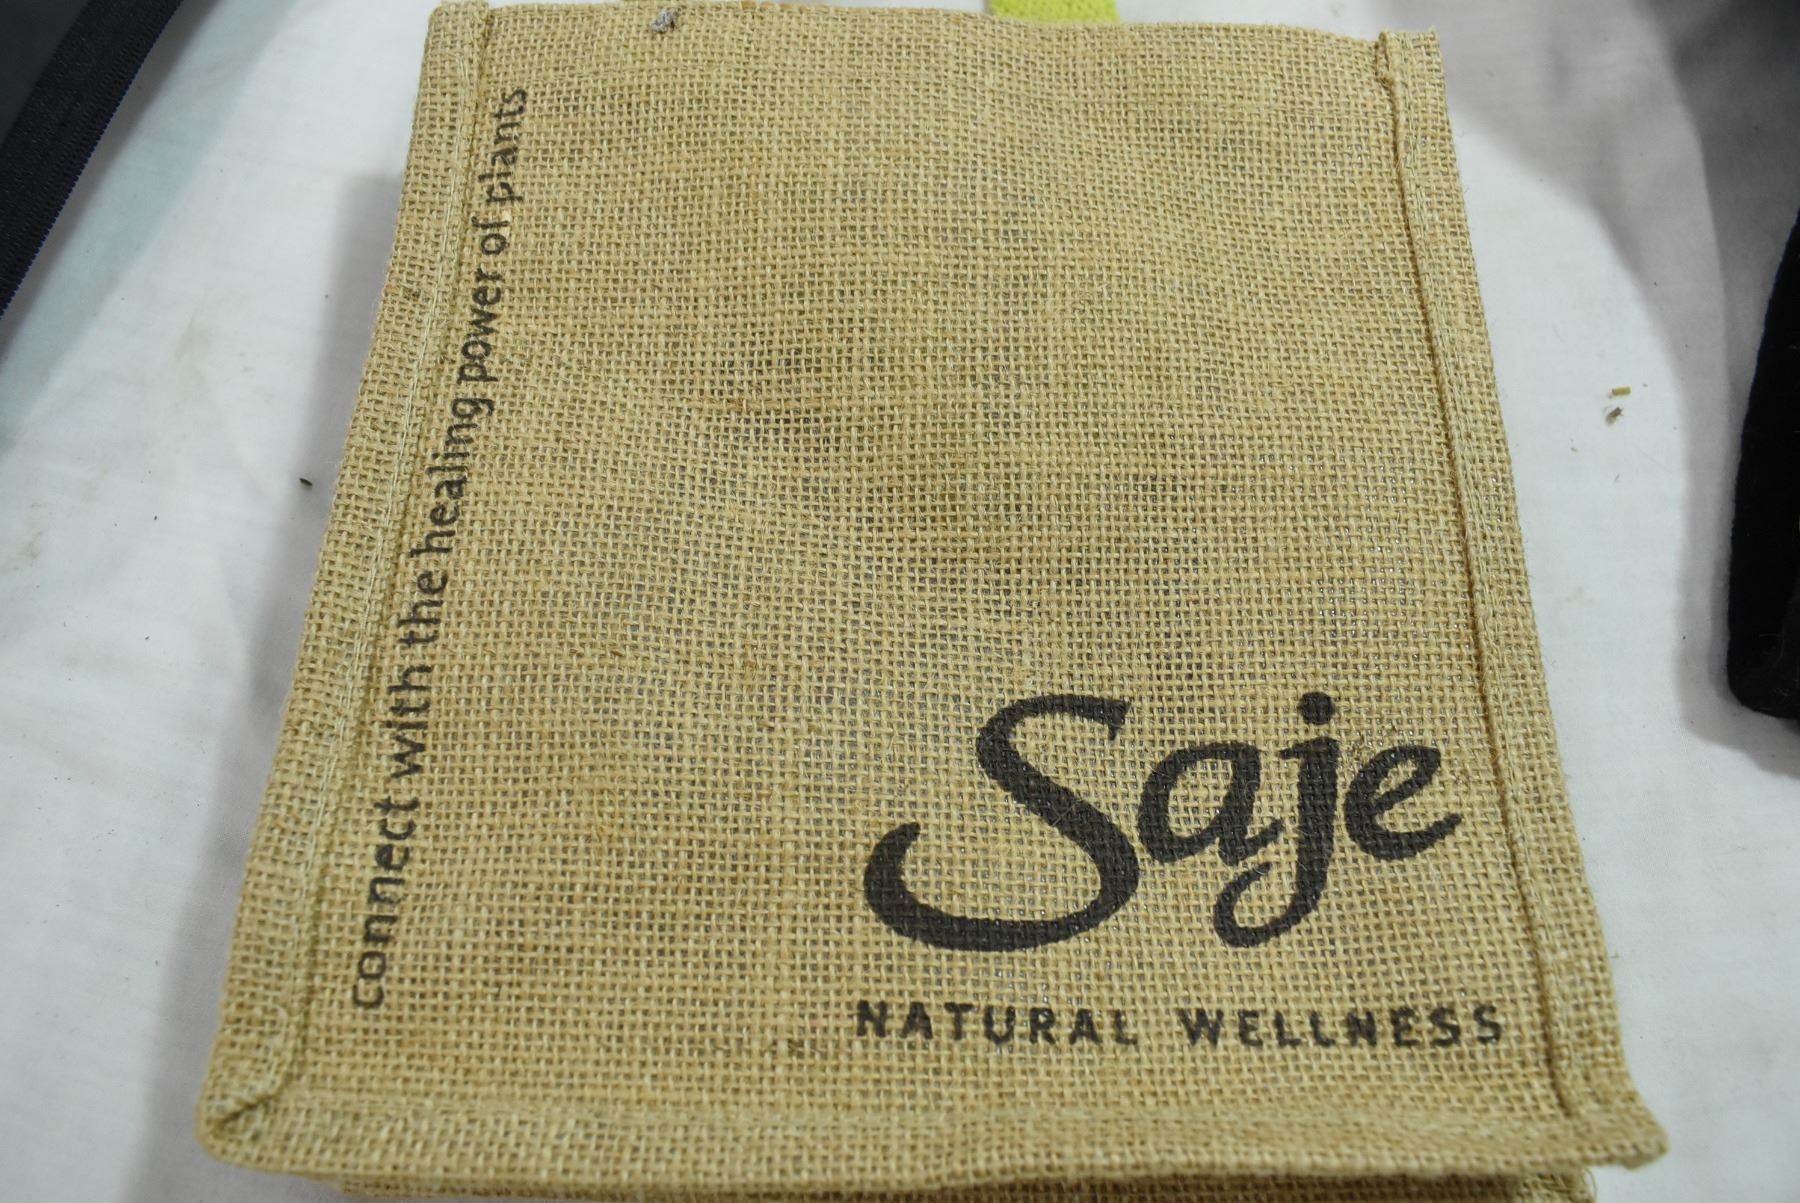 connect with the healing power of plants
Saje
NATURAL WELLNESS